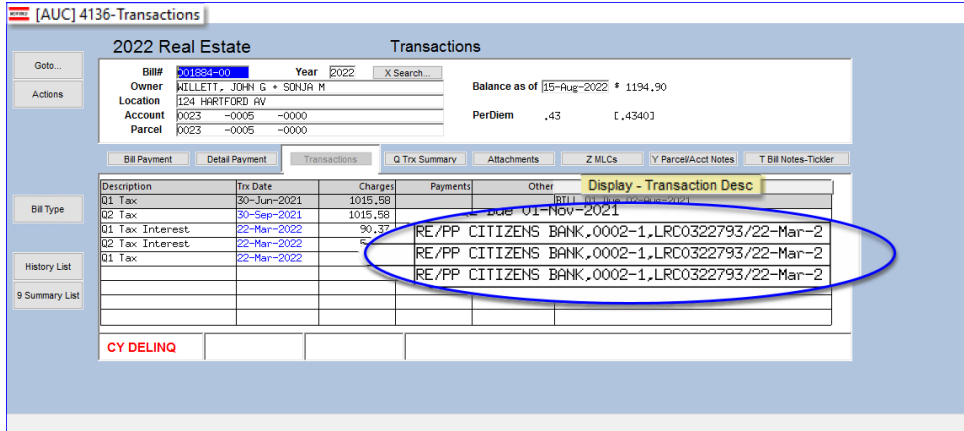 [AUC] 4136-Transactions
2022 Real Estate Transactions
Goto...
Actions
Bill# 001884-00 Year 2022 X Search...
Owner WILLETT, JOHN G + SONJA M Balance as of 15-Aug-2022 * 1194.90
Location 124 HARTFORD AV
Account 0023 -0005 -0000 PerDiem .43 [.4340]
Parcel 0023 -0005 -0000
Bill Payment Detail Payment Transactions Q Trx Summary Attachments Z MLCs Y Parcel/Acct Notes T Bill Notes-Tickler
Description Trx Date Charges Payments Other Display - Transaction Desc
Q1 Tax 30-Jun-2021 1015.58 BILL Q1 Due 02-Aug-2021
Q2 Tax 30-Sep-2021 1015.58 Due 01-Nov-2021
Q1 Tax Interest 22-Mar-2022 90.37 RE/PP CITIZENS BANK,0002-1,LRC0322793/22-Mar-2
Q2 Tax Interest 22-Mar-2022 RE/PP CITIZENS BANK,0002-1,LRC0322793/22-Mar-2
Q1 Tax 22-Mar-2022 RE/PP CITIZENS BANK,0002-1,LRC0322793/22-Mar-2
Bill Type
History List
9 Summary List
CY DELINQ